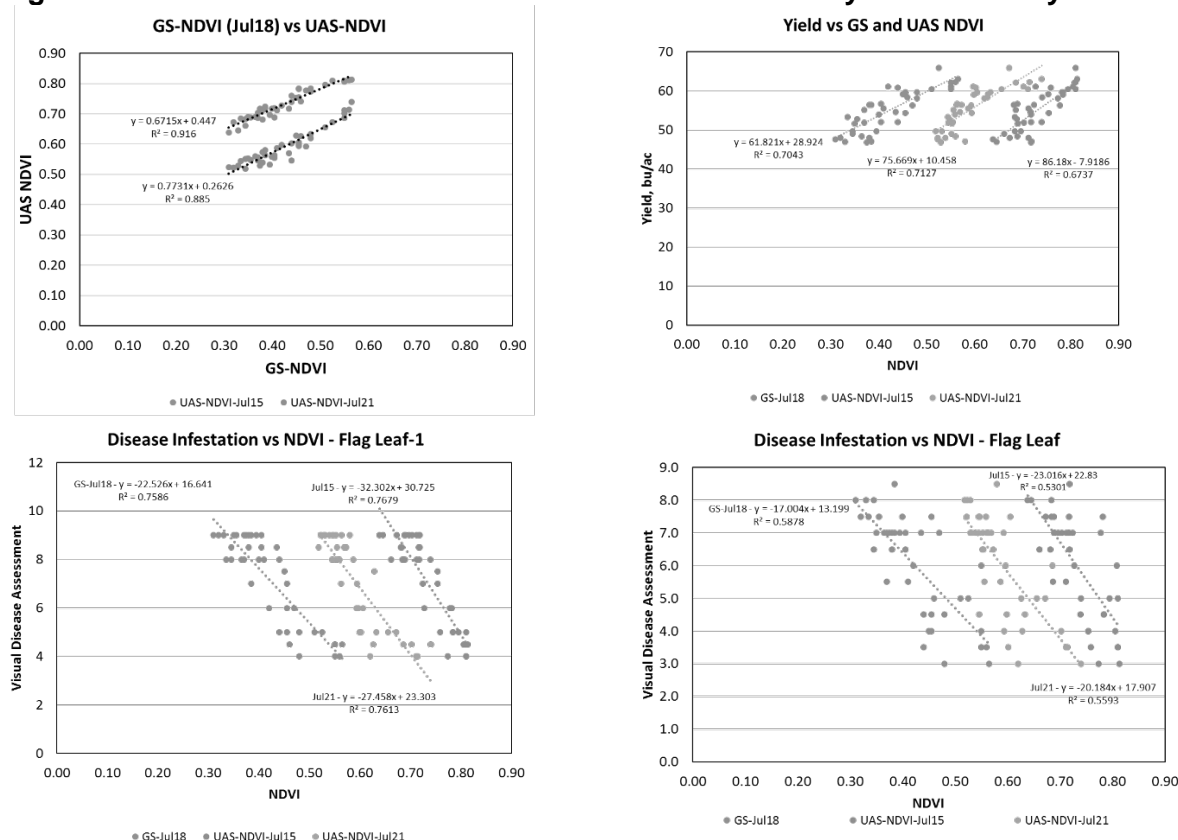 GS-NDVI (Jul18) vs UAS-NDVI
0.90
0.80
0.70
0.60
0.50
0.40
0.30
0.20
0.10
0.00
UAS NDVI
y = 0.6715x + 0.447
R² = 0.916
y = 0.7731x + 0.2626
R² = 0.885
0.00 0.10 0.20 0.30 0.40 0.50 0.60 0.70 0.80 0.90
GS-NDVI
UAS-NDVI-Jul15 UAS-NDVI-Jul21
Yield vs GS and UAS NDVI
70
60
50
40
30
20
10
0
Yield, bu/ac
y = 61.821x + 28.924
R² = 0.7043
y = 75.669x + 10.458
R² = 0.7127
y = 86.18x - 7.9186
R² = 0.6737
0.00 0.10 0.20 0.30 0.40 0.50 0.60 0.70 0.80 0.90
NDVI
GS-Jul18 UAS-NDVI-Jul15 UAS-NDVI-Jul21
Disease Infestation vs NDVI - Flag Leaf-1
12
10
8
6
4
2
0
Visual Disease Assessment
GS-Jul18 - y = -22.526x + 16.641
R² = 0.7586
Jul15 - y = -32.302x + 30.725
R² = 0.7679
Jul21 - y = -27.458x + 23.303
R² = 0.7613
0.00 0.10 0.20 0.30 0.40 0.50 0.60 0.70 0.80 0.90
NDVI
GS-Jul18 UAS-NDVI-Jul15 UAS-NDVI-Jul21
Disease Infestation vs NDVI - Flag Leaf
9.0
8.0
7.0
6.0
5.0
4.0
3.0
2.0
1.0
0.0
Visual Disease Assessment
Jul15 - y = -23.016x + 22.83
R² = 0.5301
GS-Jul18 - y = -17.004x + 13.199
R² = 0.5878
Jul21 - y = -20.184x + 17.907
R² = 0.5593
0.00 0.10 0.20 0.30 0.40 0.50 0.60 0.70 0.80 0.90
NDVI
GS-Jul18 UAS-NDVI-Jul15 UAS-NDVI-Jul21